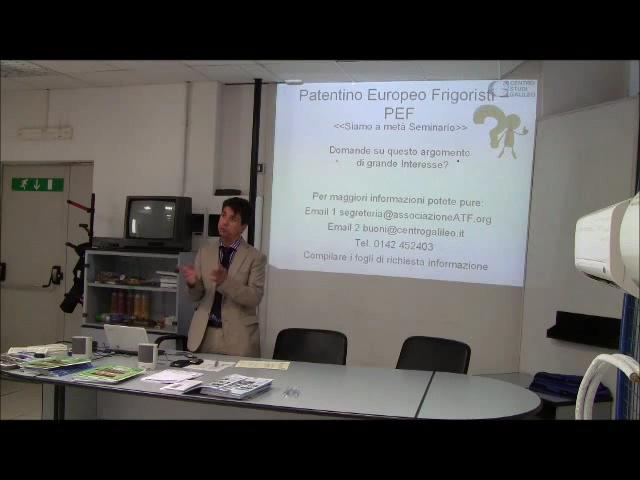 CENTRO
STUDI
GALILEO
Patentino Europeo Frigoristi
PEF
<<Siamo a metà Seminario>>
Domande su questo argomento
di grande Interesse?
Per maggiori informazioni potete pure:
Email 1 segreteria@associazioneATF.org
Email 2 buoni@centrogalileo.it
Tel. 0142 452403
Compilare i fogli di richiesta informazione